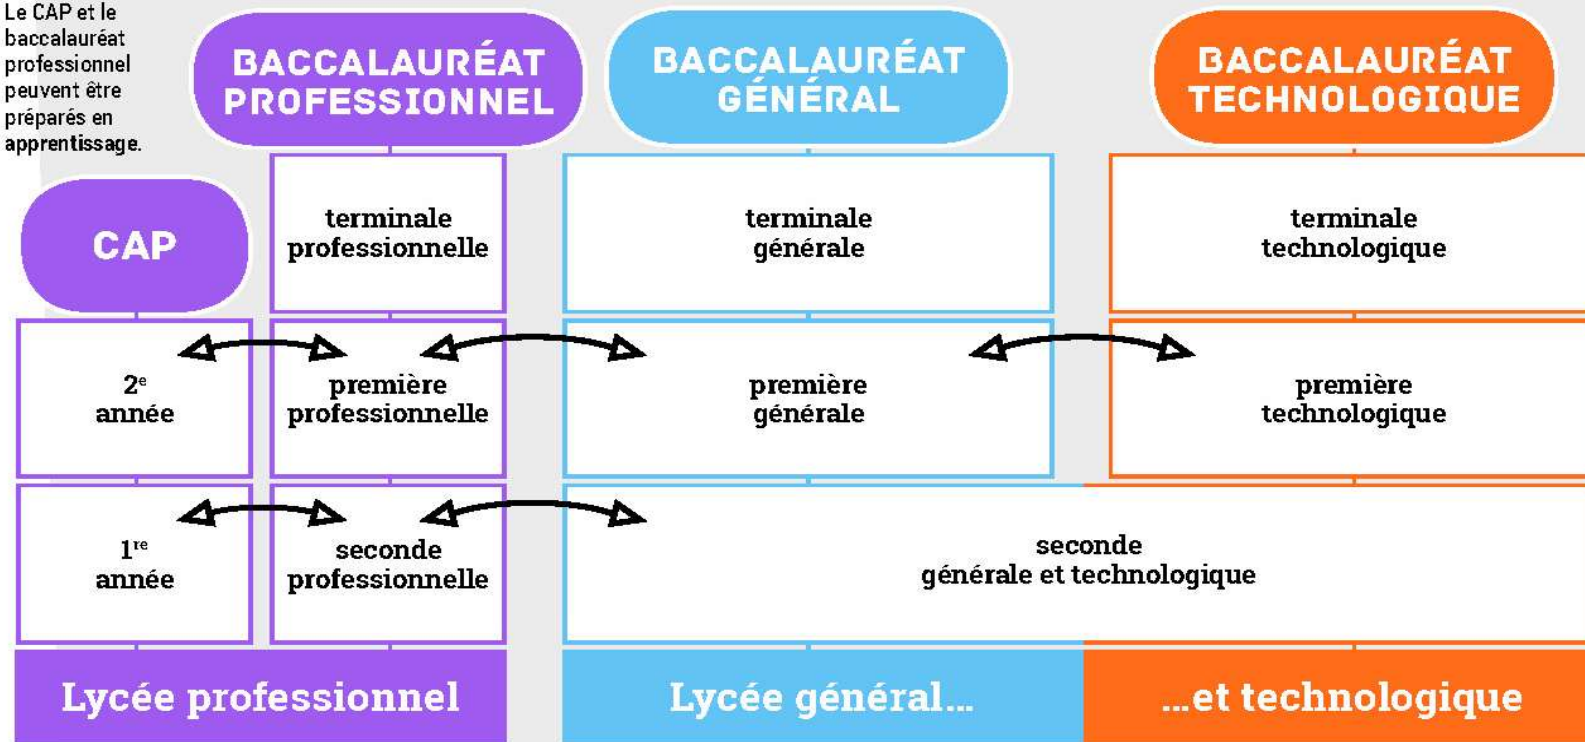 Le CAP et le
baccalauréat
professionnel
peuvent être
préparés en
apprentissage.
BACCALAURÉAT
PROFESSIONNEL
BACCALAURÉAT
GÉNÉRAL
BACCALAURÉAT
TECHNOLOGIQUE
CAP
terminale
professionnelle
terminale
générale
terminale
technologique
2e
année
première
professionnelle
première
générale
première
technologique
1re
année
seconde
professionnelle
seconde
générale et technologique
Lycée professionnel
Lycée général...
...et technologique